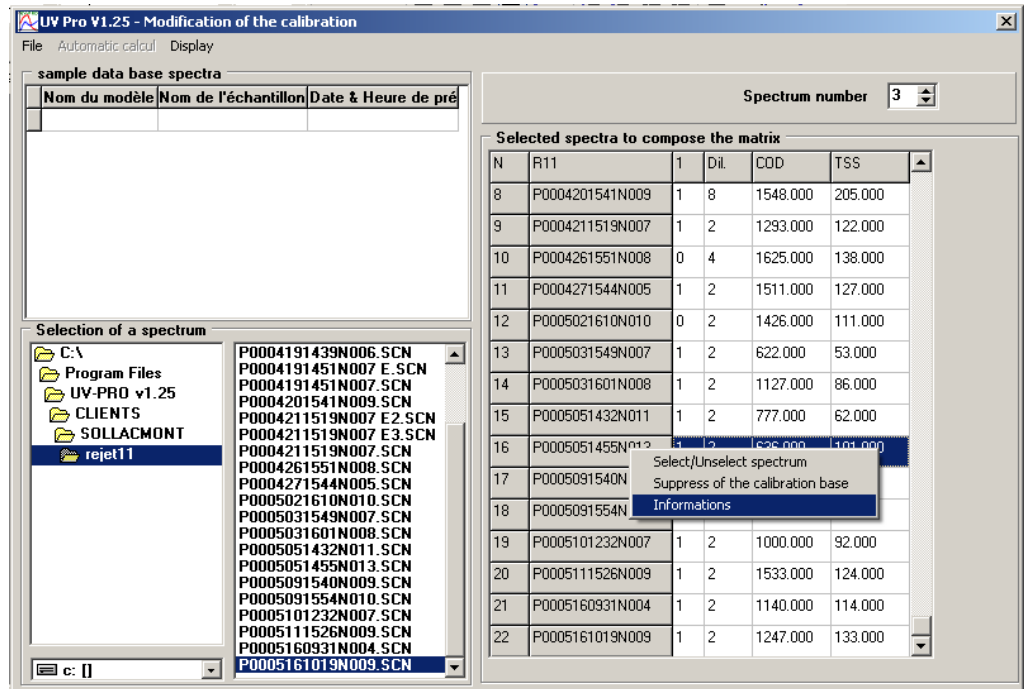 UV Pro V1.25 - Modification of the calibration
File Automatic calcul Display
sample data base spectra
Nom du modèle Nom de l'échantillon Date & Heure de pré
Spectrum number 3
Selected spectra to compose the matrix
N R11 1 Dil. COD TSS
8 P0004201541N009 1 8 1548.000 205.000
9 P0004211519N007 1 2 1293.000 122.000
10 P0004261551N008 0 4 1625.000 138.000
11 P0004271544N005 1 2 1511.000 127.000
12 P0005021610N010 0 2 1426.000 111.000
13 P0005031549N007 1 2 622.000 53.000
14 P0005031601N008 1 2 1127.000 86.000
15 P0005051432N011 1 2 777.000 62.000
16 P0005051455N013 1 2 636.000 101.000
17 P0005091540N
18 P0005091554N
19 P0005101232N007 1 2 1000.000 92.000
20 P0005111526N009 1 2 1533.000 124.000
21 P0005160931N004 1 2 1140.000 114.000
22 P0005161019N009 1 2 1247.000 133.000
Select/Unselect spectrum
Suppress of the calibration base
Informations
Selection of a spectrum
C:\
Program Files
UV-PRO v1.25
CLIENTS
SOLLACMONT
rejet11
c: []
P0004191439N006.SCN
P0004191451N007 E.SCN
P0004191451N007.SCN
P0004201541N009.SCN
P0004211519N007 E2.SCN
P0004211519N007 E3.SCN
P0004211519N007.SCN
P0004261551N008.SCN
P0004271544N005.SCN
P0005021610N010.SCN
P0005031549N007.SCN
P0005031601N008.SCN
P0005051432N011.SCN
P0005051455N013.SCN
P0005091540N009.SCN
P0005091554N010.SCN
P0005101232N007.SCN
P0005111526N009.SCN
P0005160931N004.SCN
P0005161019N009.SCN